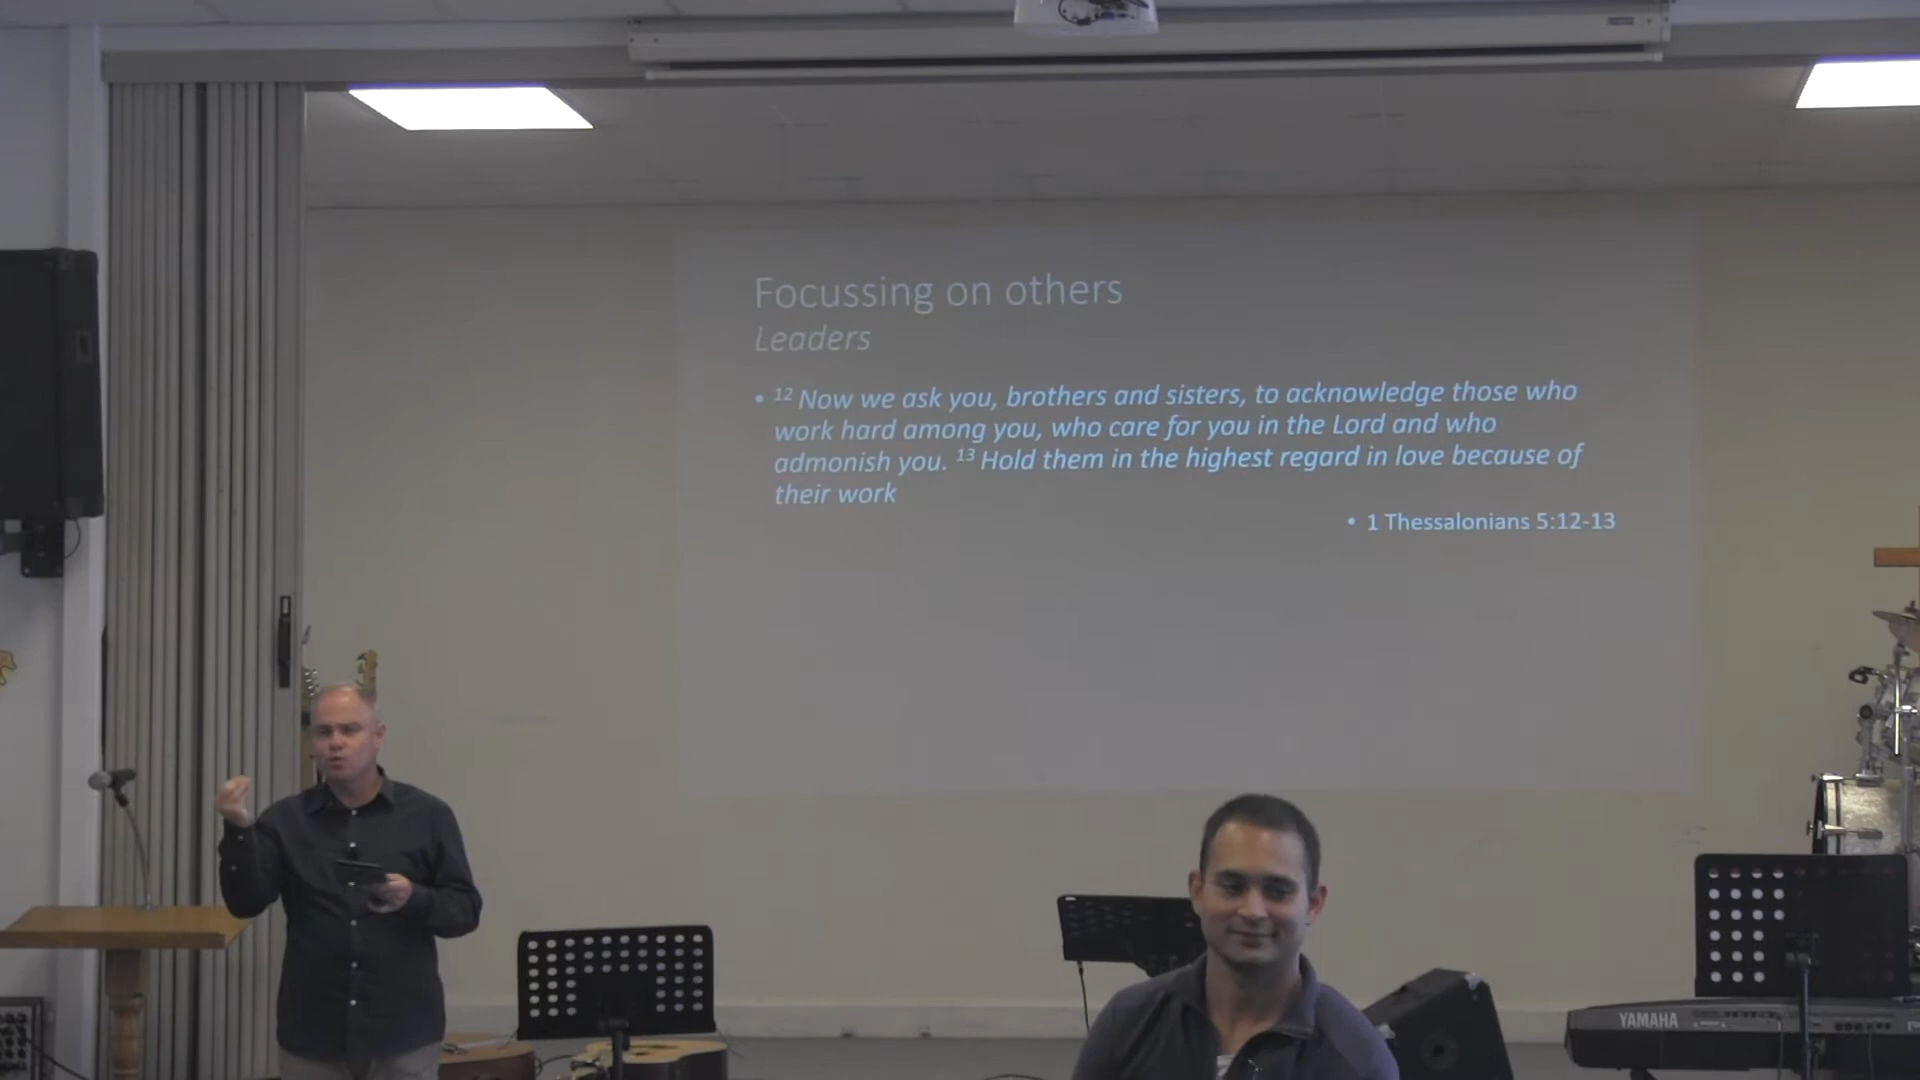 Focussing on others
Leaders
• ¹² Now we ask you, brothers and sisters, to acknowledge those who
work hard among you, who care for you in the Lord and who
admonish you. ¹³ Hold them in the highest regard in love because of
their work
• 1 Thessalonians 5:12-13
YAMAHA